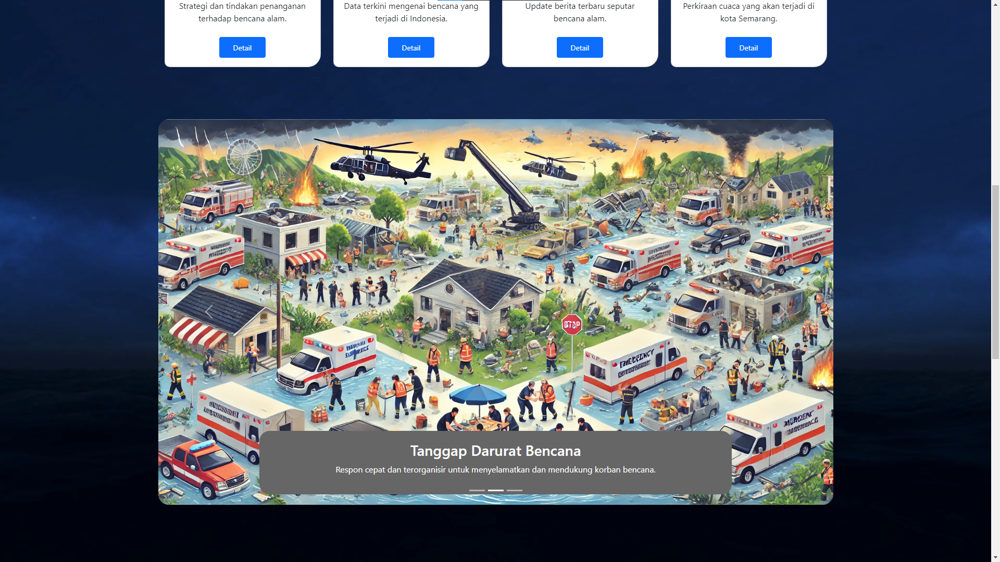 Strategi dan tindakan penanganan
terhadap bencana alam.
Detail
Data terkini mengenai bencana yang
terjadi di Indonesia.
Detail
Update berita terbaru seputar
bencana alam.
Detail
Perkiraan cuaca yang akan terjadi di
kota Semarang.
Detail
Tanggap Darurat Bencana
Respon cepat dan terorganisir untuk menyelamatkan dan mendukung korban bencana.